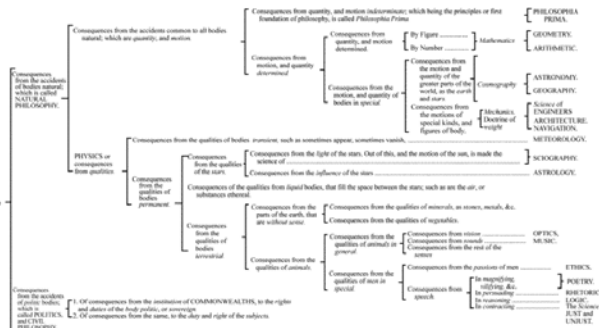 Consequences from quantity, and motion indeterminate; which being the principles or first
foundation of philosophy, is called Philosophia Prima
PHILOSOPHIA
PRIMA.
Consequences from the accidents common to all bodies
natural; which are quantity, and motion.
Consequences
from
motion, and quantity
determined
Consequences
from quantity,
and motion
determined.
By Figure
By Number
Mathematics
GEOMETRY.
ARITHMETIC.
Consequences
from
the motion,
and quantity of
bodies in special
Consequences from
the motion and
quantity of the
greater parts of the
world, as the earth
and stars
Cosmography
ASTRONOMY.
GEOGRAPHY.
Consequences from
the motions of
special kinds, and
figures of body.
Mechanics.
Doctrine of
weight
Science of
ENGINEERS
ARCHITECTURE
NAVIGATION.
Consequences
from the accidents
of bodies natural;
which is called
NATURAL
PHILOSOPHY.
PHYSICS or
consequences
from qualities
Consequences from the qualities of bodies transient, such as sometimes appear, sometimes vanish,
METEOROLOGY.
Consequences
from the
qualities of
bodies
permanent.
Consequences
from the qualities
of the stars
Consequences from the light of the stars. Out of this, and the motion of the sun, is made the
science of
SCIOGRAPHY.
Consequences from the influence of the stars
ASTROLOGY.
Consequences of the qualities from liquid bodies, that fill the space between the stars; such as are the air, or
substances ethereal.
Consequences
from the
qualities of
bodies
terrestrial
Consequences from the
parts of the earth, that
are without sense.
Consequences from the qualities of minerals, as stones, metals, &c.
Consequences from the qualities of vegetables.
Consequences from the
qualities of animals.
Consequences from the
qualities of animals in
general
Consequences from vision
OPTICS,
Consequences from sounds
MUSIC.
Consequences from the rest of the
senses
Consequences from the
qualities of men in
special
Consequences from the passions of men
ETHICS.
Consequences from
speech
In magnifying,
vilifying, &c.
POETRY.
In persuading
RHETORIC
In reasoning
LOGIC.
In contracting
The Science
JUST and
UNJUST.
Consequences
from the accidents
of politic bodies;
which is
called POLITICS,
and CIVIL
PHILOSOPHY
1. Of consequences from the institution of COMMONWEALTHS, to the rights
and duties of the body politic, or sovereign.
2. Of consequences from the same, to the duty and right of the subjects.